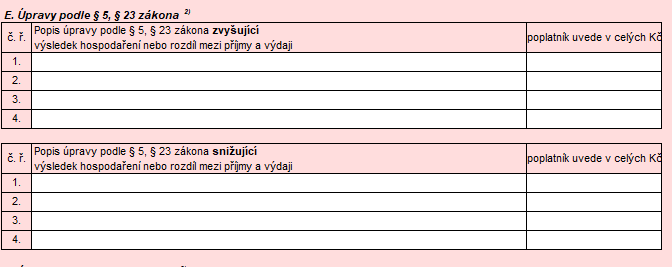 E. Úpravy podle § 5, § 23 zákona ²⁾
č. ř. Popis úpravy podle § 5, § 23 zákona zvyšující
výsledek hospodaření nebo rozdíl mezi příjmy a výdaji
poplatník uvede v celých Kč
1.
2.
3.
4.
č. ř. Popis úpravy podle § 5, § 23 zákona snižující
výsledek hospodaření nebo rozdíl mezi příjmy a výdaji
poplatník uvede v celých Kč
1.
2.
3.
4.